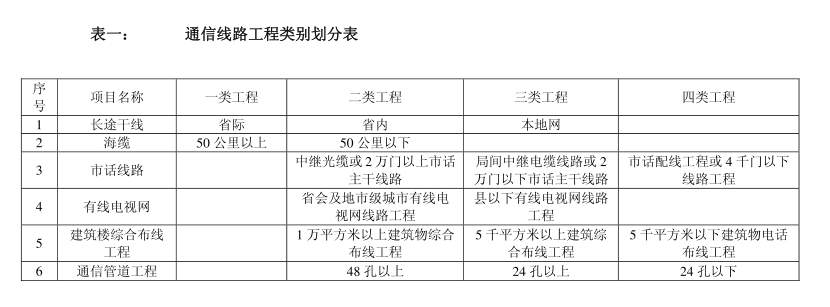 表一： 通信线路工程类别划分表
序号 项目名称 一类工程 二类工程 三类工程 四类工程
1 长途干线 省际 省内 本地网
2 海缆 50 公里以上 50 公里以下
3 市话线路 中继光缆或 2 万门以上市话主干线路 局间中继电缆线路或 2 万门以下市话主干线路 市话配线工程或 4 千门以下线路工程
4 有线电视网 省会及地市级城市有线电视网线路工程 县以下有线电视网线路工程
5 建筑楼综合布线工程 1 万平方米以上建筑物综合布线工程 5 千平方米以上建筑综合布线工程 5 千平方米以下建筑物电话布线工程
6 通信管道工程 48 孔以上 24 孔以上 24 孔以下